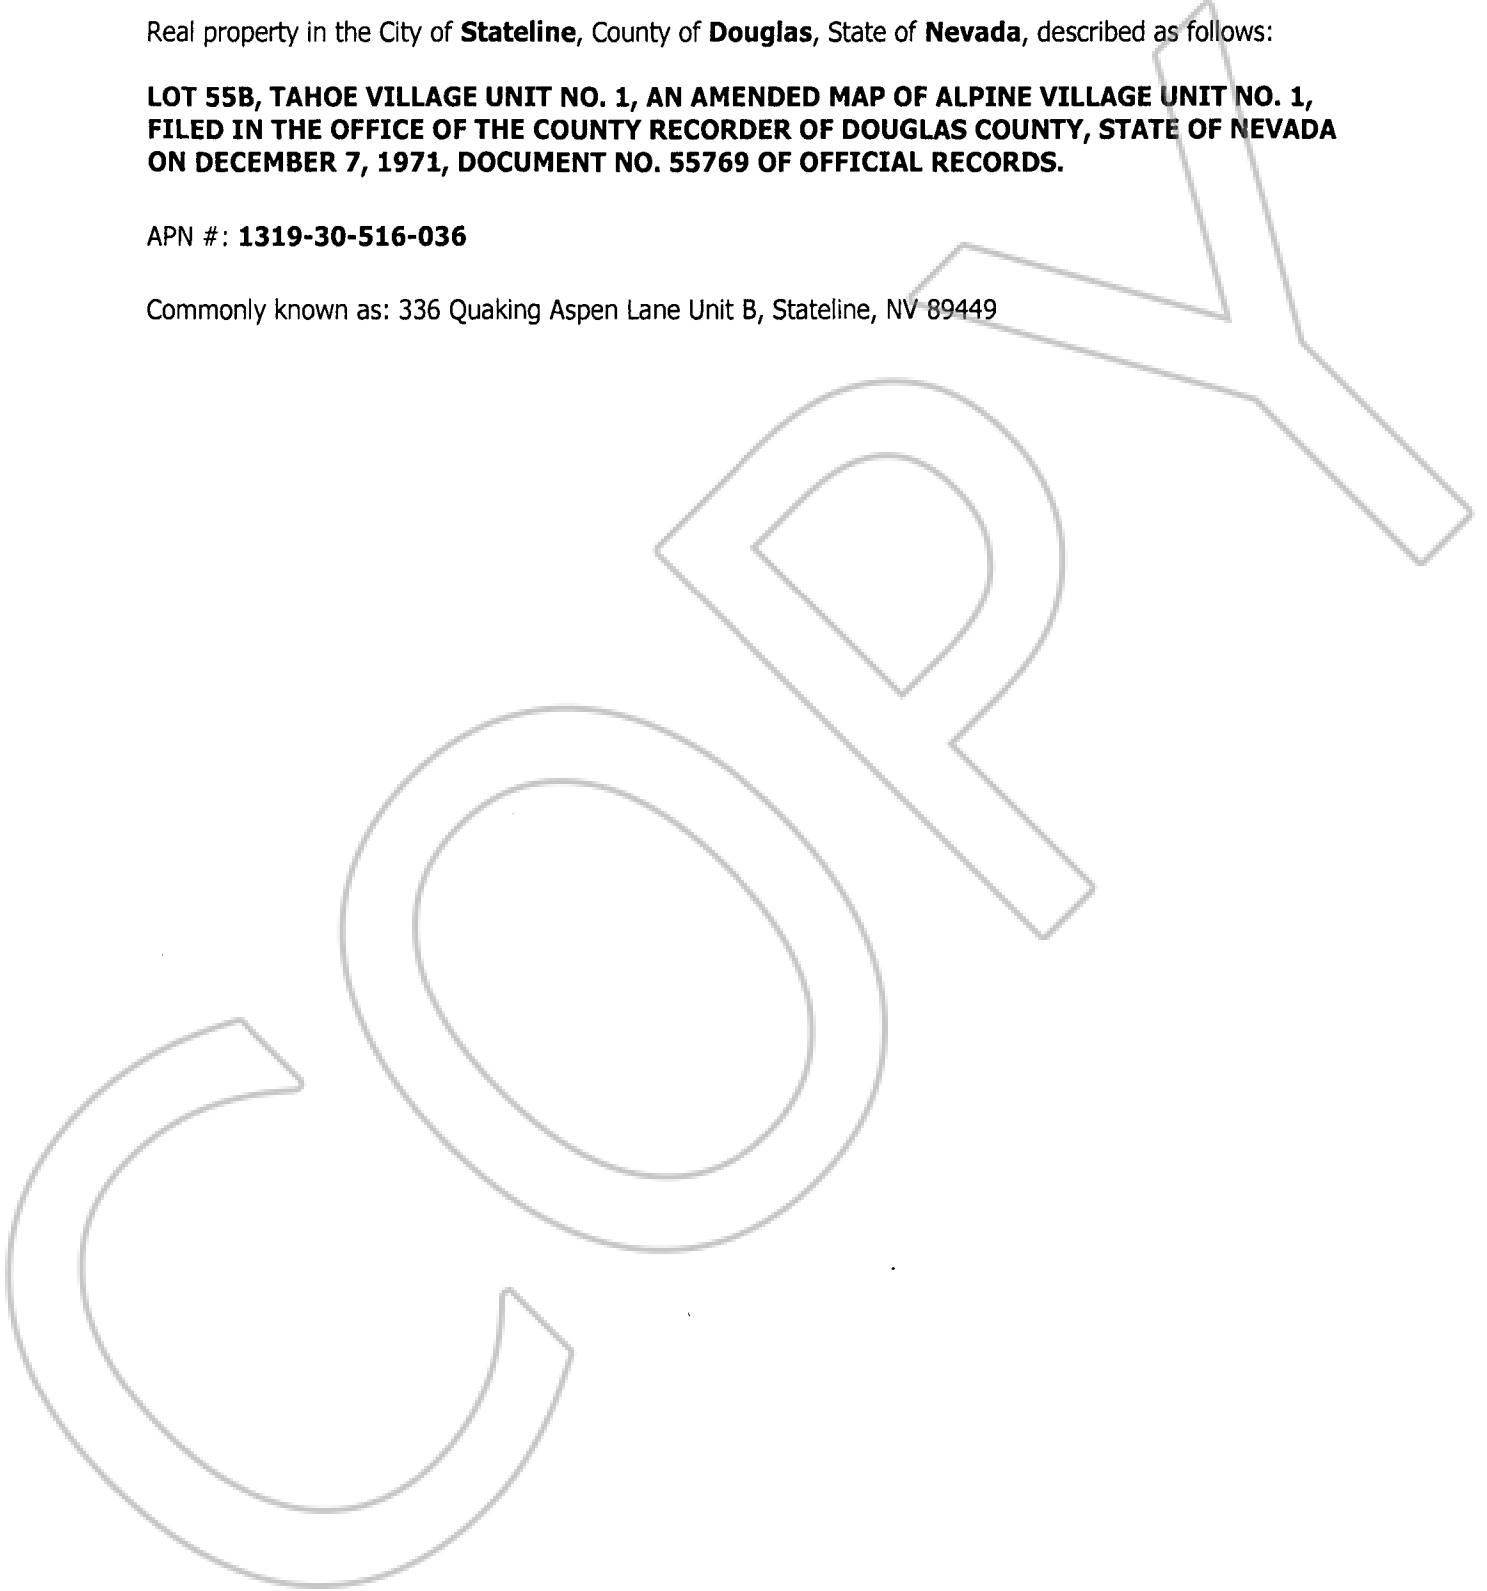 Real property in the City of Stateline, County of Douglas, State of Nevada, described as follows:
LOT 55B, TAHOE VILLAGE UNIT NO. 1, AN AMENDED MAP OF ALPINE VILLAGE UNIT NO. 1,
FILED IN THE OFFICE OF THE COUNTY RECORDER OF DOUGLAS COUNTY, STATE OF NEVADA
ON DECEMBER 7, 1971, DOCUMENT NO. 55769 OF OFFICIAL RECORDS.
APN #: 1319-30-516-036
Commonly known as: 336 Quaking Aspen Lane Unit B, Stateline, NV 89449
COPY